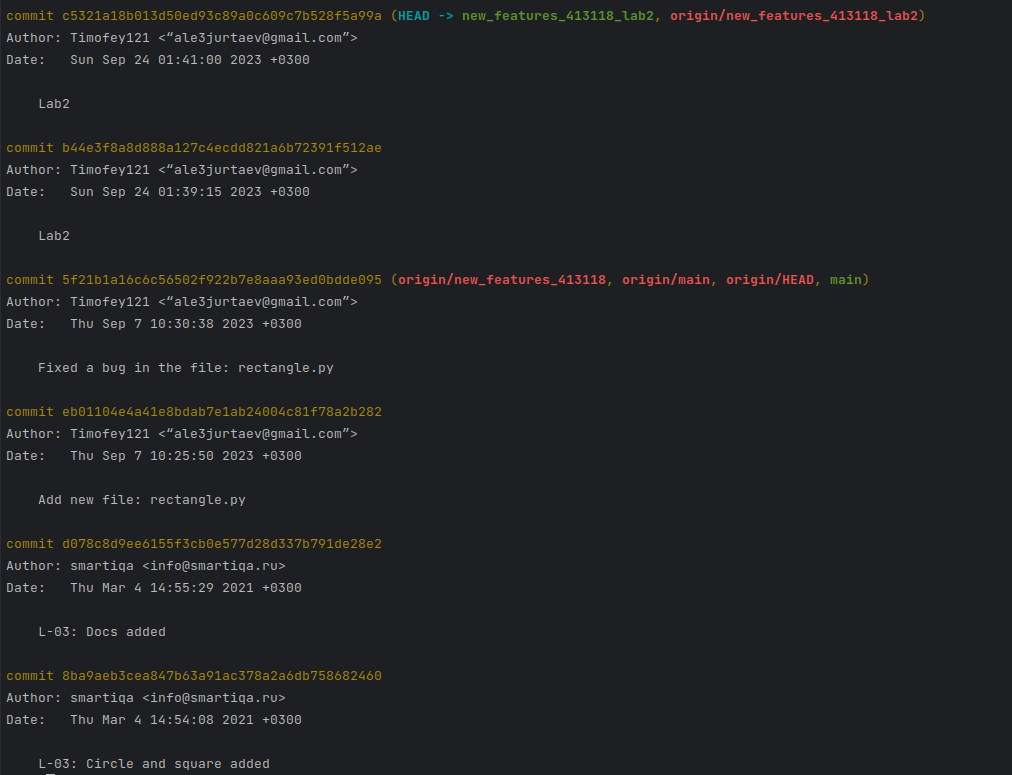 commit c5321a18b013d50ed93c89a0c609c7b528f5a99a (HEAD -> new_features_413118_lab2, origin/new_features_413118_lab2)
Author: Timofey121 <“ale3jurtaev@gmail.com”>
Date:   Sun Sep 24 01:41:00 2023 +0300
    Lab2
commit b44e3f8a8d888a127c4ecdd821a6b72391f512ae
Author: Timofey121 <“ale3jurtaev@gmail.com”>
Date:   Sun Sep 24 01:39:15 2023 +0300
    Lab2
commit 5f21b1a16c6c56502f922b7e8aaa93ed0bdde095 (origin/new_features_413118, origin/main, origin/HEAD, main)
Author: Timofey121 <“ale3jurtaev@gmail.com”>
Date:   Thu Sep 7 10:30:38 2023 +0300
    Fixed a bug in the file: rectangle.py
commit eb01104e4a41e8bdab7e1ab24004c81f78a2b282
Author: Timofey121 <“ale3jurtaev@gmail.com”>
Date:   Thu Sep 7 10:25:50 2023 +0300
    Add new file: rectangle.py
commit d078c8d9ee6155f3cb0e577d28d337b791de28e2
Author: smartiqa <info@smartiqa.ru>
Date:   Thu Mar 4 14:55:29 2021 +0300
    L-03: Docs added
commit 8ba9aeb3cea847b63a91ac378a2a6db758682460
Author: smartiqa <info@smartiqa.ru>
Date:   Thu Mar 4 14:54:08 2021 +0300
    L-03: Circle and square added